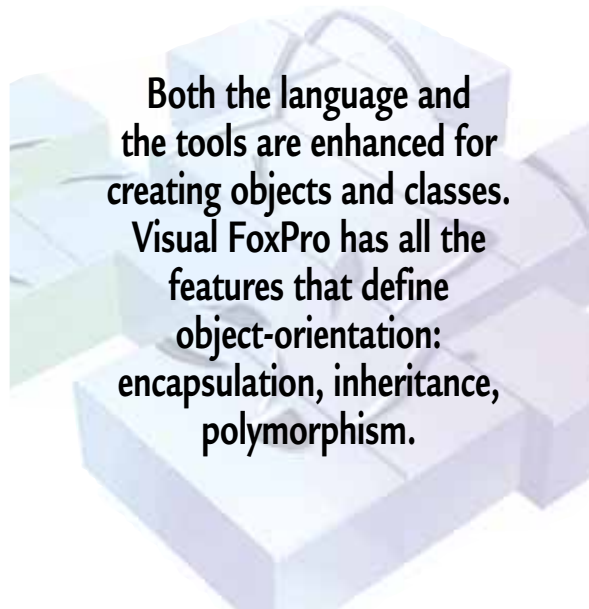 Both the language and
the tools are enhanced for
creating objects and classes.
Visual FoxPro has all the
features that define
object-orientation:
encapsulation, inheritance,
polymorphism.